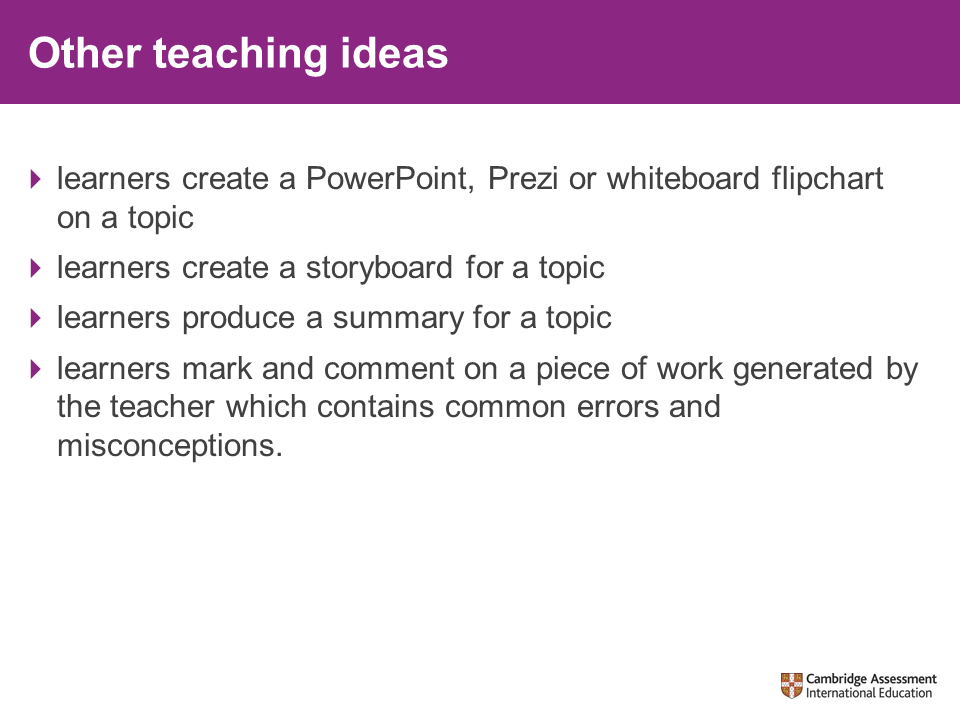 Other teaching ideas
learners create a PowerPoint, Prezi or whiteboard flipchart
on a topic
learners create a storyboard for a topic
learners produce a summary for a topic
learners mark and comment on a piece of work generated by
the teacher which contains common errors and
misconceptions.
Cambridge Assessment
International Education